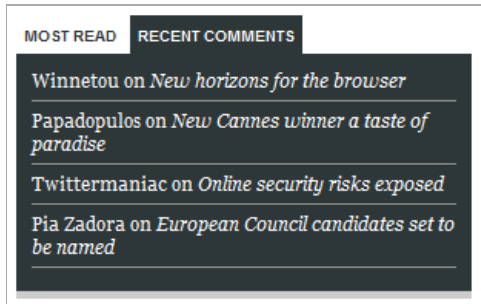 MOST READ RECENT COMMENTS
Winnetou on New horizons for the browser
Papadopulos on New Cannes winner a taste of
paradise
Twittermaniac on Online security risks exposed
Pia Zadora on European Council candidates set to
be named